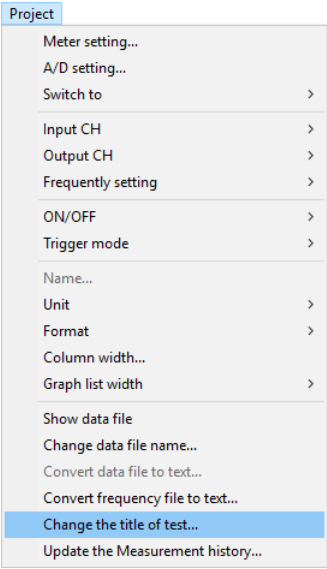 Project
Meter setting...
A/D setting...
Switch to
Input CH
Output CH
Frequently setting
ON/OFF
Trigger mode
Name...
Unit
Format
Column width...
Graph list width
Show data file
Change data file name...
Convert data file to text...
Convert frequency file to text...
Change the title of test...
Update the Measurement history...